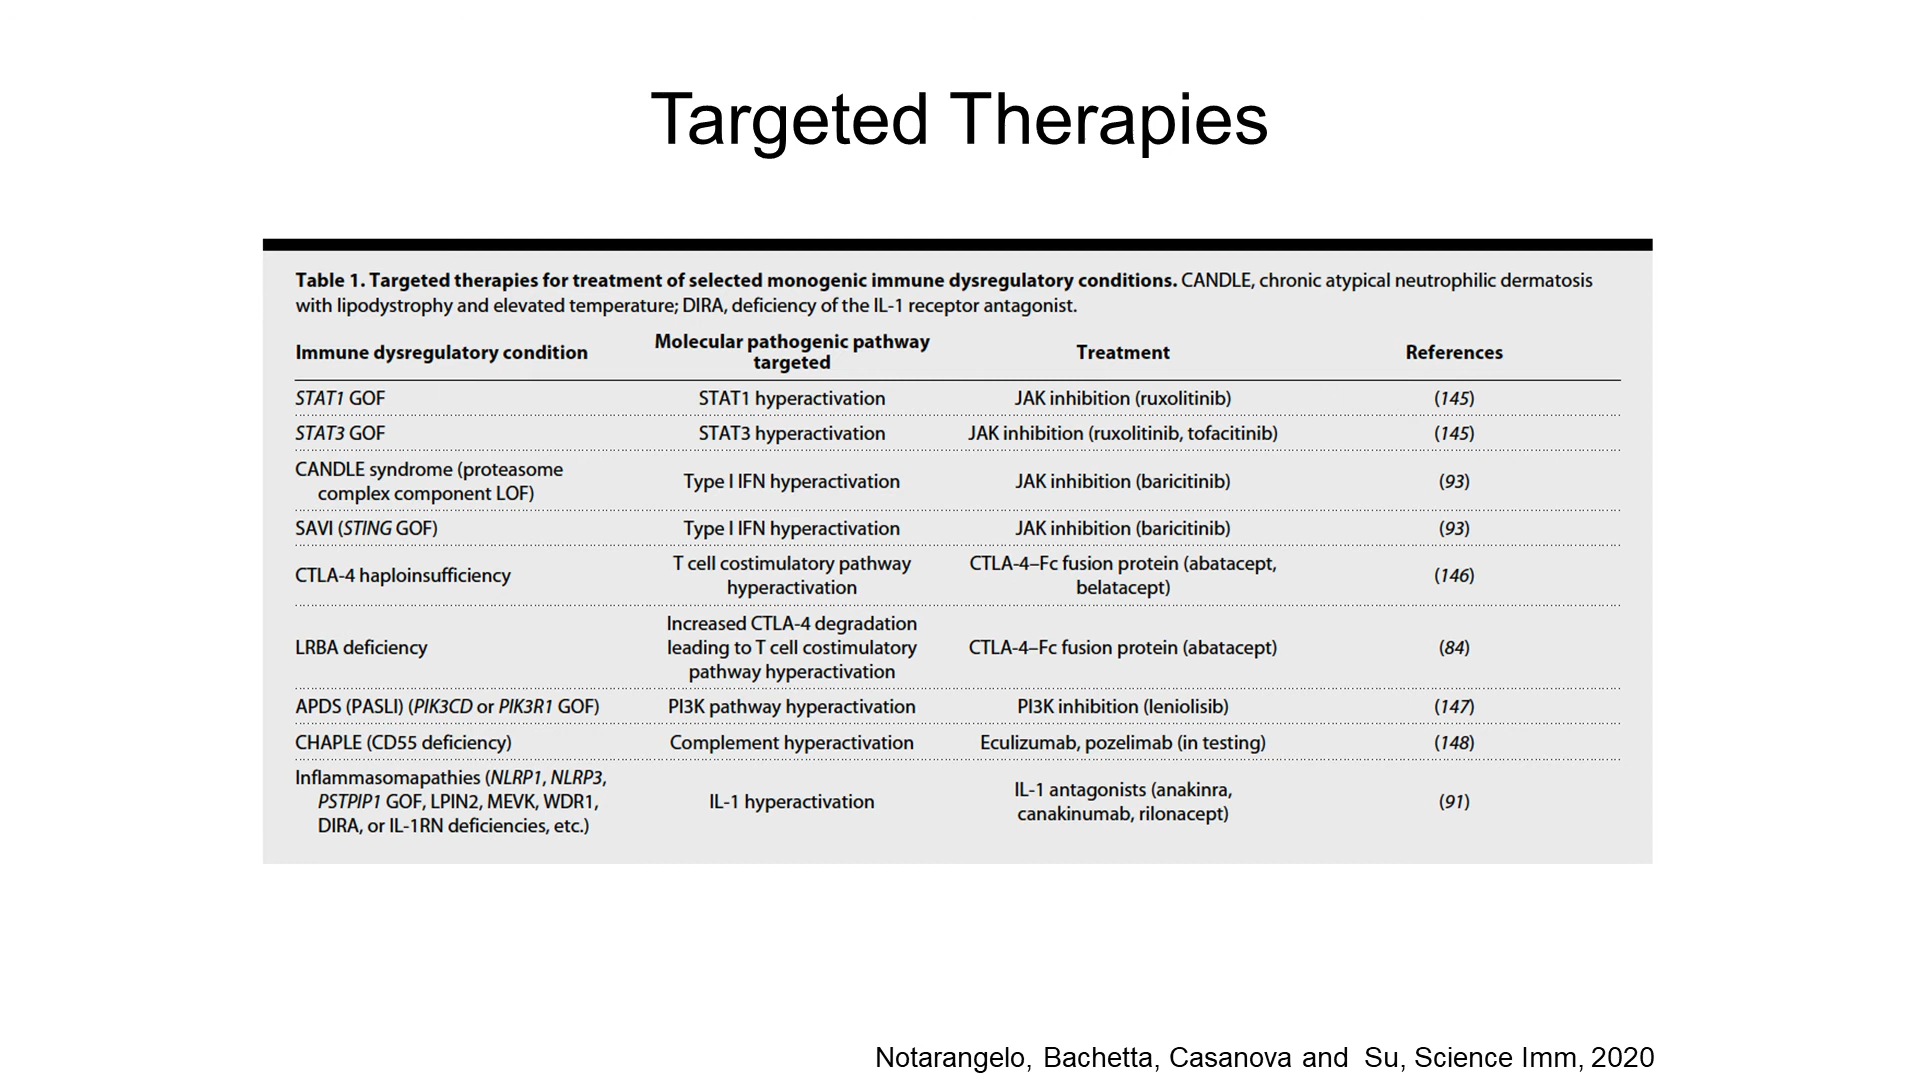 Targeted Therapies
Table 1. Targeted therapies for treatment of selected monogenic immune dysregulatory conditions. CANDLE, chronic atypical neutrophilic dermatosis
with lipodystrophy and elevated temperature; DIRA, deficiency of the IL-1 receptor antagonist.
Immune dysregulatory condition
Molecular pathogenic pathway
targeted
Treatment
References
STAT1 GOF
STAT1 hyperactivation
JAK inhibition (ruxolitinib)
(145)
STAT3 GOF
STAT3 hyperactivation
JAK inhibition (ruxolitinib, tofacitinib)
(145)
CANDLE syndrome (proteasome
complex component LOF)
Type I IFN hyperactivation
JAK inhibition (baricitinib)
(93)
SAVI (STING GOF)
Type I IFN hyperactivation
JAK inhibition (baricitinib)
(93)
CTLA-4 haploinsufficiency
T cell costimulatory pathway
hyperactivation
CTLA-4–Fc fusion protein (abatacept,
belatacept)
(146)
LRBA deficiency
Increased CTLA-4 degradation
leading to T cell costimulatory
pathway hyperactivation
CTLA-4–Fc fusion protein (abatacept)
(84)
APDS (PASLI) (PIK3CD or PIK3R1 GOF)
PI3K pathway hyperactivation
PI3K inhibition (leniolisib)
(147)
CHAPLE (CD55 deficiency)
Complement hyperactivation
Eculizumab, pozelimab (in testing)
(148)
Inflammasomapathies (NLRP1, NLRP3,
PSTPIP1 GOF, LPIN2, MEVK, WDR1,
DIRA, or IL-1RN deficiencies, etc.)
IL-1 hyperactivation
IL-1 antagonists (anakinra,
canakinumab, rilonacept)
(91)
Notarangelo, Bachetta, Casanova and Su, Science Imm, 2020